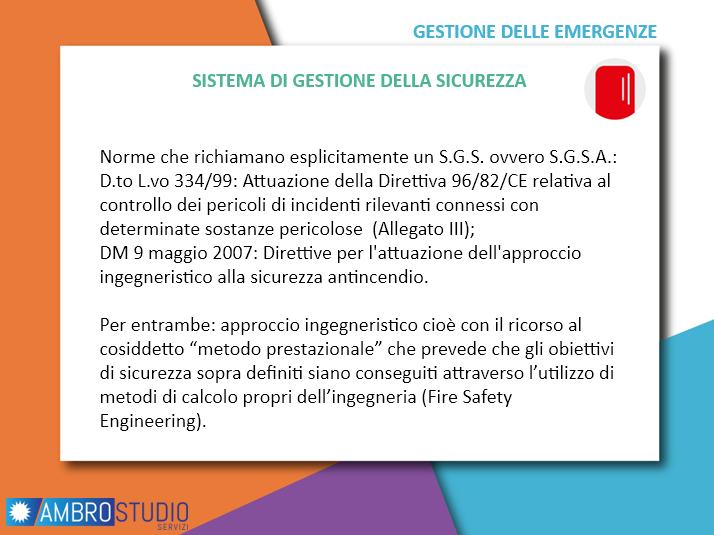 GESTIONE DELLE EMERGENZE
SISTEMA DI GESTIONE DELLA SICUREZZA
Norme che richiamano esplicitamente un S.G.S. ovvero S.G.S.A.:
D.to L.vo 334/99: Attuazione della Direttiva 96/82/CE relativa al
controllo dei pericoli di incidenti rilevanti connessi con
determinate sostanze pericolose  (Allegato III);
DM 9 maggio 2007: Direttive per l'attuazione dell'approccio
ingegneristico alla sicurezza antincendio.
Per entrambe: approccio ingegneristico cioè con il ricorso al
cosiddetto “metodo prestazionale” che prevede che gli obiettivi
di sicurezza sopra definiti siano conseguiti attraverso l’utilizzo di
metodi di calcolo propri dell’ingegneria (Fire Safety
Engineering).
AMBROSTUDIO
SERVIZI